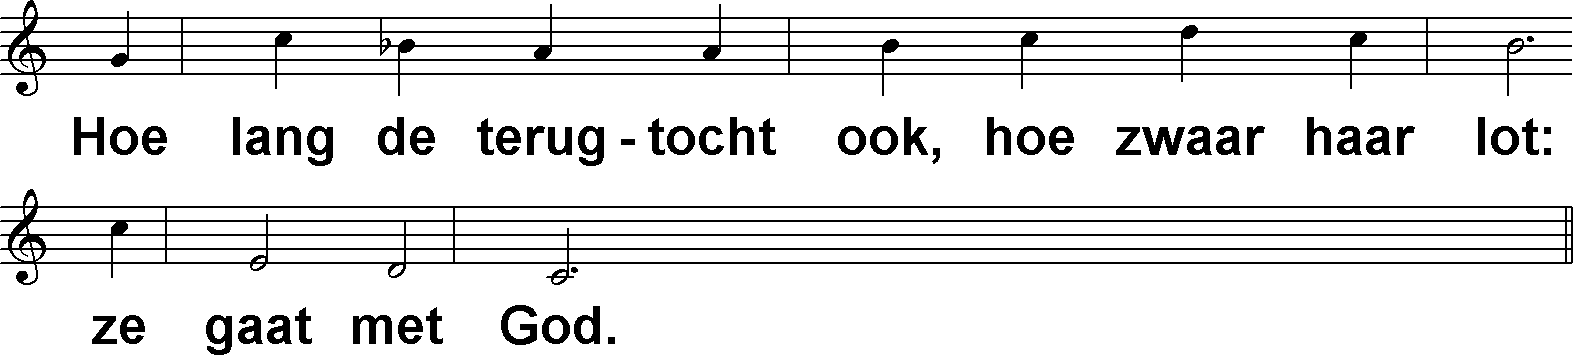 Hoe lang de terug-tocht ook, hoe zwaar haar lot:
ze gaat met God.